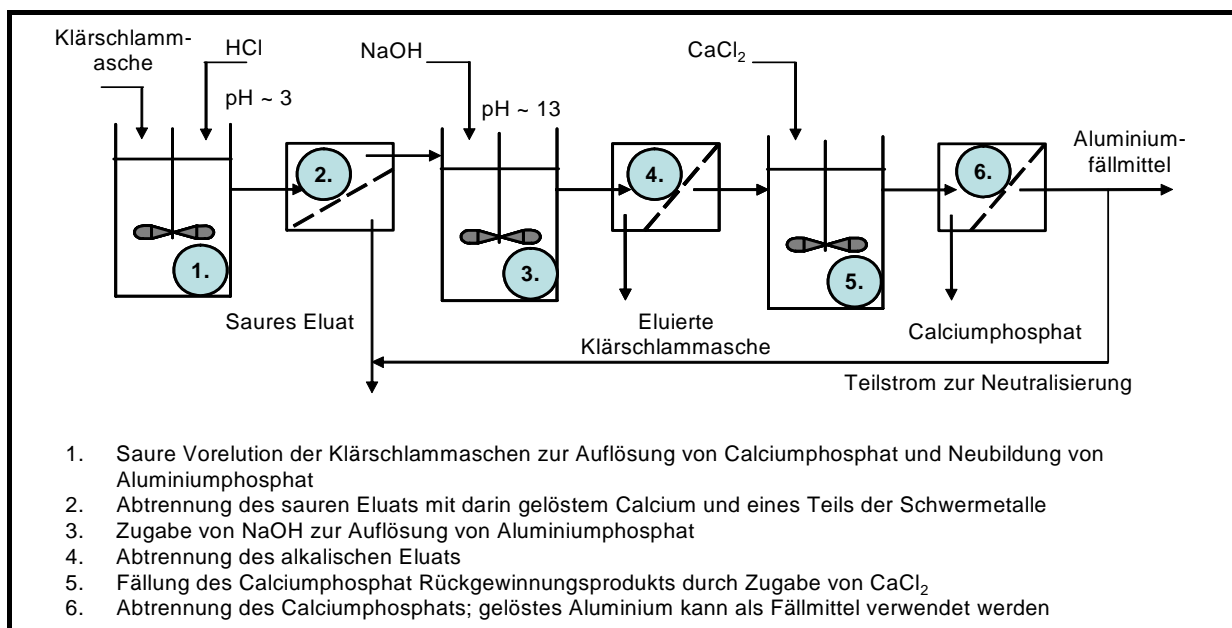 Klärschlamm-
asche
HCl
NaOH
CaCl2
pH ~ 3
pH ~ 13
Aluminium-
fällmittel
1.
2.
3.
4.
5.
6.
Saures Eluat
Eluierte
Klärschlammasche
Calciumphosphat
Teilstrom zur Neutralisierung
1. Saure Vorelution der Klärschlammaschen zur Auflösung von Calciumphosphat und Neubildung von
Aluminiumphosphat
2. Abtrennung des sauren Eluats mit darin gelöstem Calcium und eines Teils der Schwermetalle
3. Zugabe von NaOH zur Auflösung von Aluminiumphosphat
4. Abtrennung des alkalischen Eluats
5. Fällung des Calciumphosphat Rückgewinnungsprodukts durch Zugabe von CaCl2
6. Abtrennung des Calciumphosphats; gelöstes Aluminium kann als Fällmittel verwendet werden